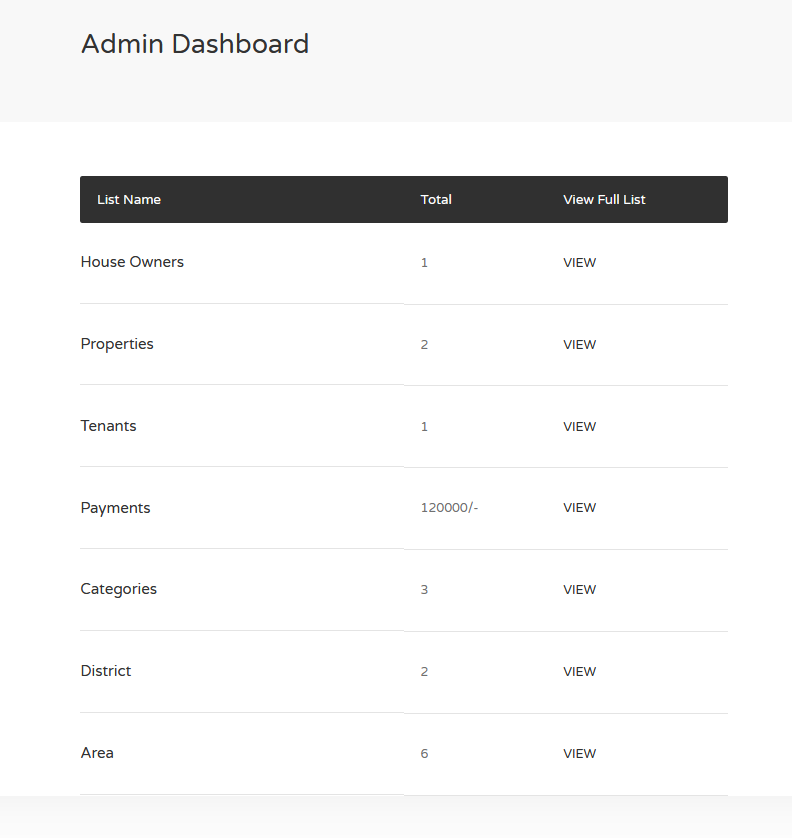 Admin Dashboard
List Name Total View Full List
House Owners 1 VIEW
Properties 2 VIEW
Tenants 1 VIEW
Payments 120000/- VIEW
Categories 3 VIEW
District 2 VIEW
Area 6 VIEW